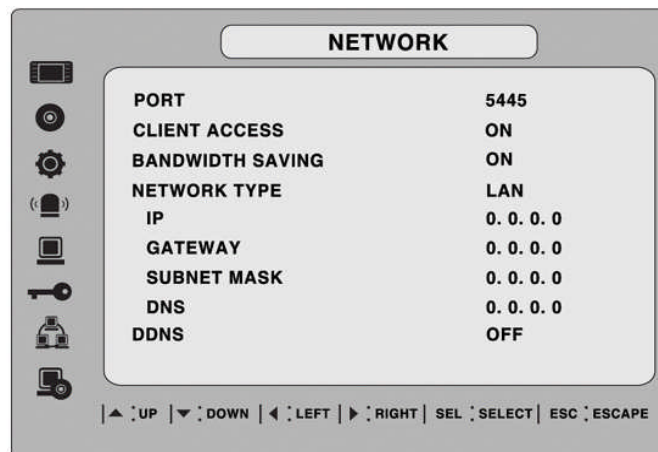 NETWORK
PORT 5445
CLIENT ACCESS ON
BANDWIDTH SAVING ON
NETWORK TYPE LAN
IP 0. 0. 0. 0
GATEWAY 0. 0. 0. 0
SUBNET MASK 0. 0. 0. 0
DNS 0. 0. 0. 0
DDNS OFF
|▲ : UP |▼ : DOWN |◀ : LEFT |▶ : RIGHT| SEL : SELECT| ESC : ESCAPE